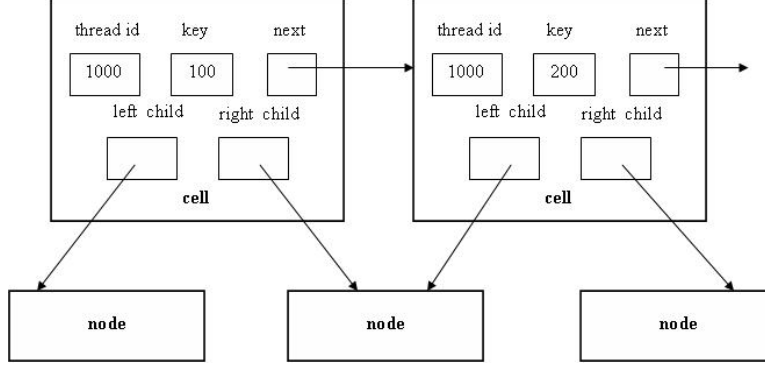 thread id key next thread id key next
1000 100 1000 200
left child right child left child right child
cell cell
node node node